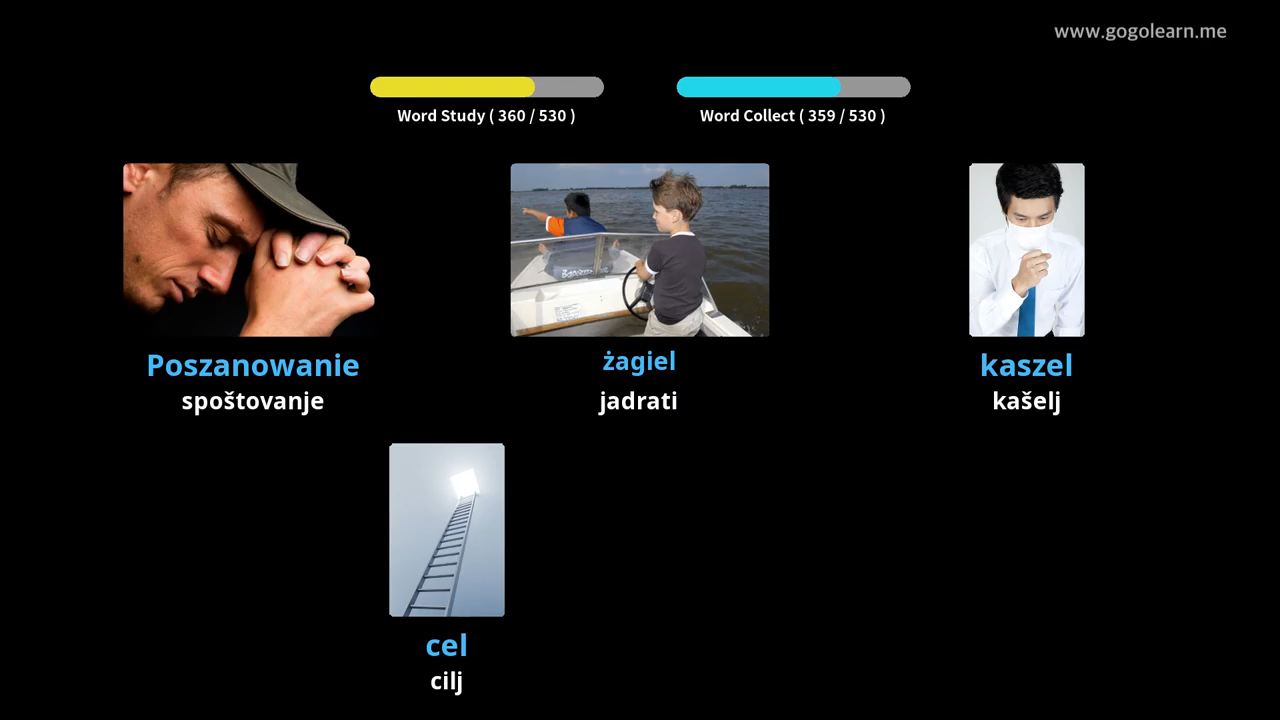 www.gogolearn.me
Word Study ( 360 / 530 )
Word Collect ( 359 / 530 )
Poszanowanie
spoštovanje
żagiel
jadrati
kaszel
kašelj
cel
cilj